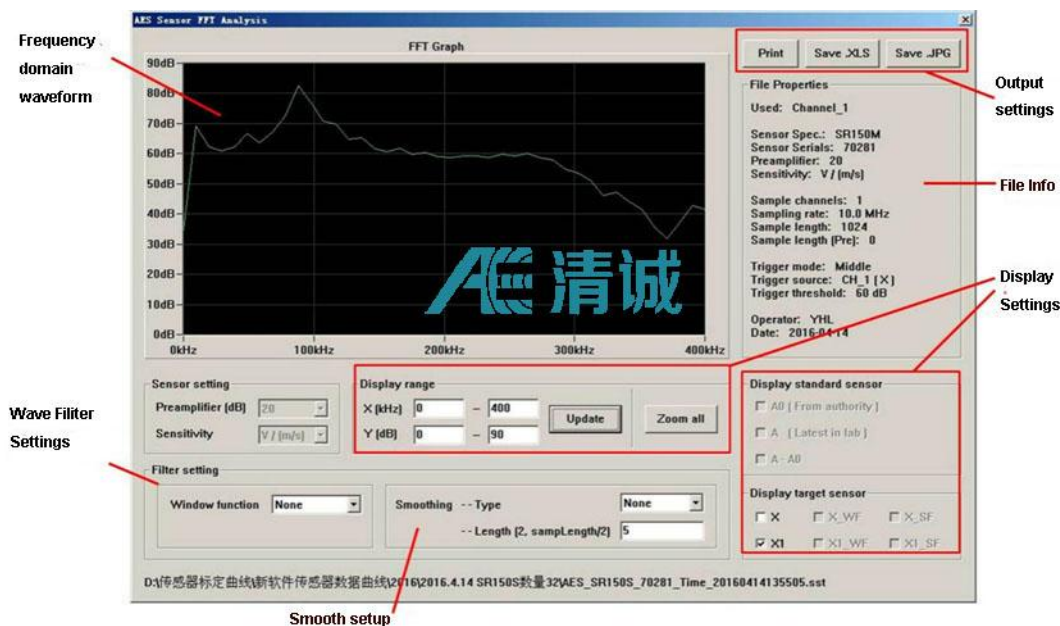 AES Sensor FFT Analysis
Frequency
domain
waveform
FFT Graph
90dB
80dB
70dB
60dB
50dB
40dB
30dB
20dB
10dB
0dB
0kHz 100kHz 200kHz 300kHz 400kHz
AE 清诚
Print Save .XLS Save .JPG
Output
settings
File Properties
Used: Channel_1
Sensor Spec.: SR150M
Sensor Serials: 70281
Preamplifier: 20
Sensitivity: V / (m/s)
File Info
Sample channels: 1
Sampling rate: 10.0 MHz
Sample length: 1024
Sample length (Pre): 0
Trigger mode: Middle
Trigger source: CH_1 (X)
Trigger threshold: 60 dB
Operator: YHL
Date: 2016-04-14
Display
Settings
Sensor setting
Preamplifier (dB) 20
Sensitivity V / (m/s)
Display range
X (kHz) 0 – 400
Y (dB) 0 – 90
Update
Zoom all
Display standard sensor
A0 ( From authority )
A ( Latest in lab )
A - A0
Wave Filiter
Settings
Filter setting
Window function None
Smoothing - - Type None
- - Length (2, sampLength/2) 5
Display target sensor
X X_WF X_SF
X1 X1_WF X1_SF
D:\传感器标定曲线\新软件传感器数据曲线\2016\2016.4.14 SR150S数量32\AES_SR150S_70281_Time_20160414135505.sst
Smooth setup